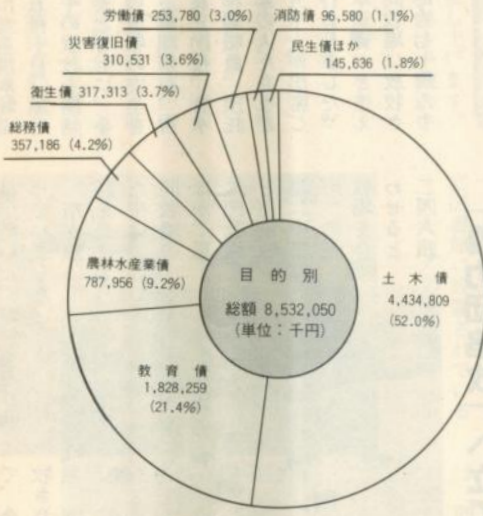 労働債 253,780 (3.0%)
消防債 96,580 (1.1%)
災害復旧債
310,531 (3.6%)
民生債ほか
145,636 (1.8%)
衛生債 317,313 (3.7%)
総務債
357,186 (4.2%)
農林水産業債
787,956 (9.2%)
目的別
総額 8,532,050
(単位:千円)
土木債
4,434,809
(52.0%)
教育債
1,828,259
(21.4%)